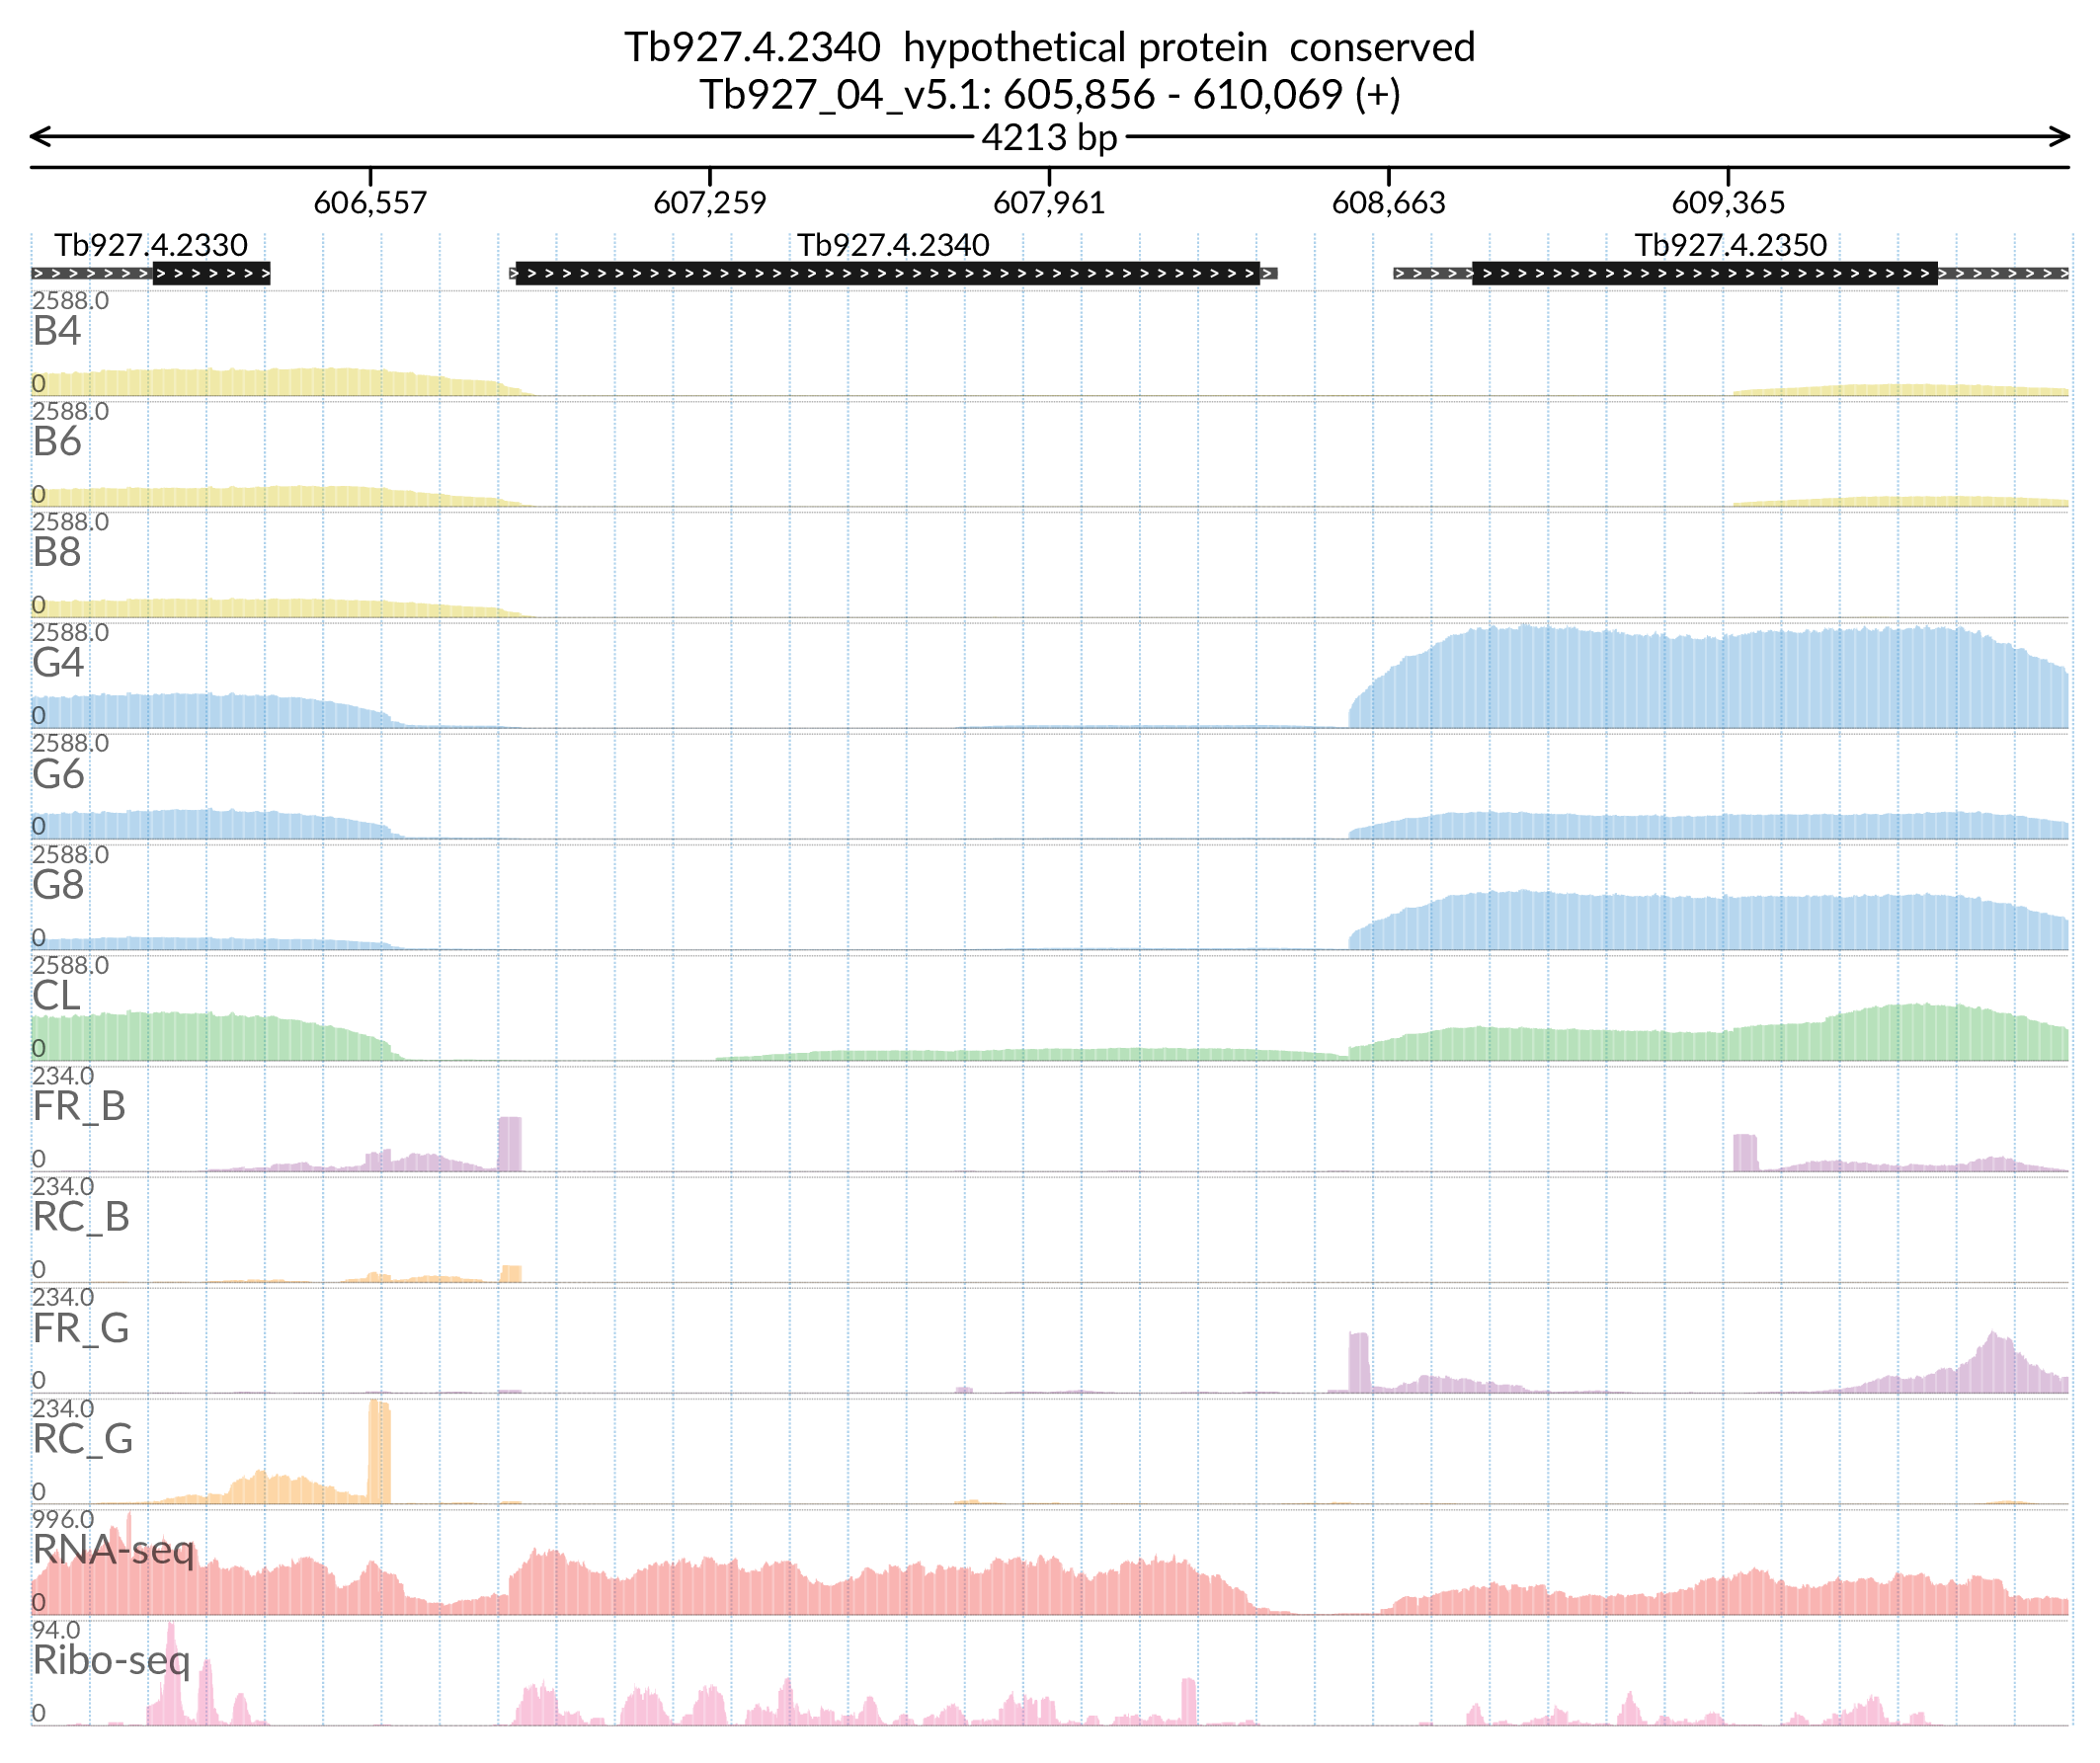 Tb927.4.2340 hypothetical protein conserved
Tb927_04_v5.1: 605,856 - 610,069 (+)
4213 bp
606,557 607,259 607,961 608,663 609,365
Tb927.4.2330 Tb927.4.2340 Tb927.4.2350
2588.0
B4
0
2588.0
B6
0
2588.0
B8
0
2588.0
G4
0
2588.0
G6
0
2588.0
G8
0
2588.0
CL
0
234.0
FR_B
0
234.0
RC_B
0
234.0
FR_G
0
234.0
RC_G
0
996.0
RNA-seq
0
94.0
Ribo-seq
0